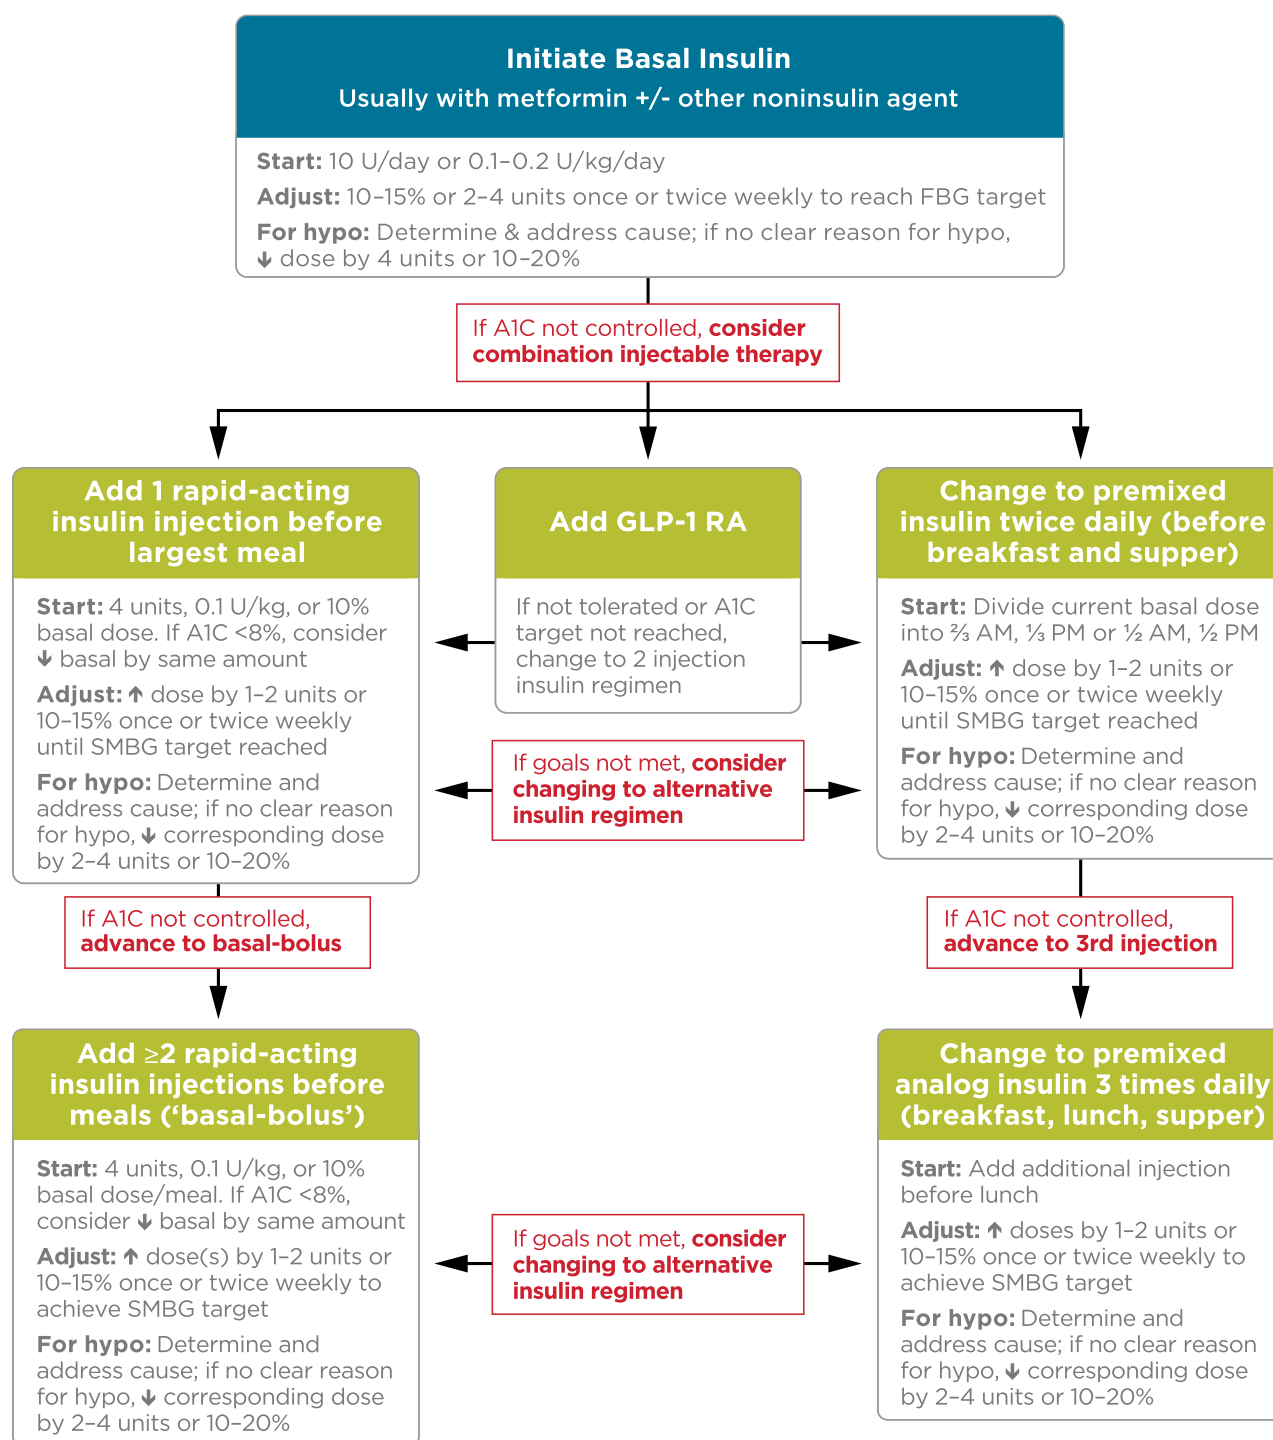 Initiate Basal Insulin
Usually with metformin +/- other noninsulin agent
Start: 10 U/day or 0.1–0.2 U/kg/day
Adjust: 10–15% or 2–4 units once or twice weekly to reach FBG target
For hypo: Determine & address cause; if no clear reason for hypo,
↓ dose by 4 units or 10–20%
If A1C not controlled, consider
combination injectable therapy
Add 1 rapid-acting
insulin injection before
largest meal
Start: 4 units, 0.1 U/kg, or 10%
basal dose. If A1C <8%, consider
↓ basal by same amount
Adjust: ↑ dose by 1–2 units or
10–15% once or twice weekly
until SMBG target reached
For hypo: Determine and
address cause; if no clear reason
for hypo, ↓ corresponding dose
by 2–4 units or 10–20%
Add GLP-1 RA
If not tolerated or A1C
target not reached,
change to 2 injection
insulin regimen
Change to premixed
insulin twice daily (before
breakfast and supper)
Start: Divide current basal dose
into ⅔ AM, ⅓ PM or ½ AM, ½ PM
Adjust: ↑ dose by 1–2 units or
10–15% once or twice weekly
until SMBG target reached
For hypo: Determine and
address cause; if no clear reason
for hypo, ↓ corresponding dose
by 2–4 units or 10–20%
If goals not met, consider
changing to alternative
insulin regimen
If A1C not controlled,
advance to basal-bolus
If A1C not controlled,
advance to 3rd injection
Add ≥2 rapid-acting
insulin injections before
meals (‘basal-bolus’)
Start: 4 units, 0.1 U/kg, or 10%
basal dose/meal. If A1C <8%,
consider ↓ basal by same amount
Adjust: ↑ dose(s) by 1–2 units or
10–15% once or twice weekly to
achieve SMBG target
For hypo: Determine and
address cause; if no clear reason
for hypo, ↓ corresponding dose
by 2–4 units or 10–20%
If goals not met, consider
changing to alternative
insulin regimen
Change to premixed
analog insulin 3 times daily
(breakfast, lunch, supper)
Start: Add additional injection
before lunch
Adjust: ↑ doses by 1–2 units or
10–15% once or twice weekly to
achieve SMBG target
For hypo: Determine and
address cause; if no clear reason
for hypo, ↓ corresponding dose
by 2–4 units or 10–20%